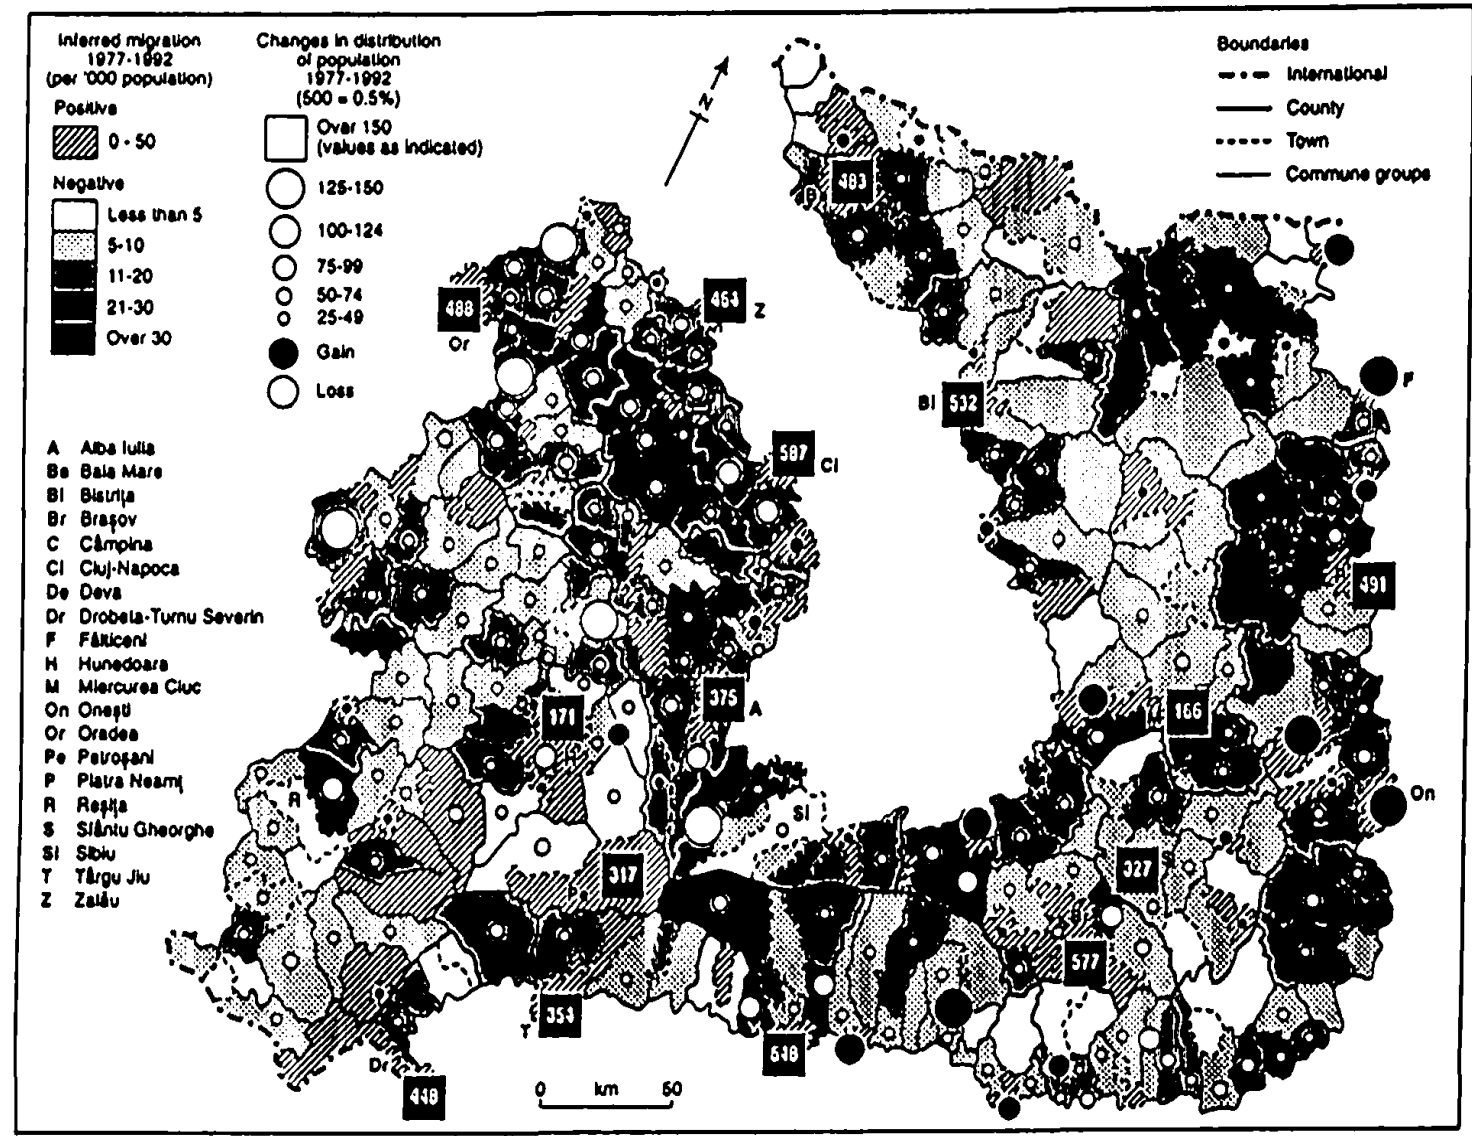 Inferred migration
1977-1992
(per '000 population)
Positive
0 - 50
Negative
Less than 5
5-10
11-20
21-30
Over 30
Changes in distribution
of population
1977-1992
(500 = 0.5%)
Over 150
(values as indicated)
125-150
100-124
75-99
50-74
25-49
Gain
Loss
N
Boundaries
International
County
Town
Commune groups
A Alba Iulia
Be Baia Mare
Bi Bistrița
Br Brașov
C Câmpina
Cl Cluj-Napoca
De Deva
Dr Drobeta-Turnu Severin
F Fălticeni
H Hunedoara
M Miercurea Ciuc
On Onești
Or Oradea
Pe Petroșani
P Piatra Neamț
R Reșița
S Sfântu Gheorghe
Si Sibiu
T Târgu Jiu
Z Zalău
483
488
Or
Z
Bi 532
F
587
Cl
491
375 A
171
166
R
Si
On
317
327
577
T
353
548
Dr
448
0 km 50